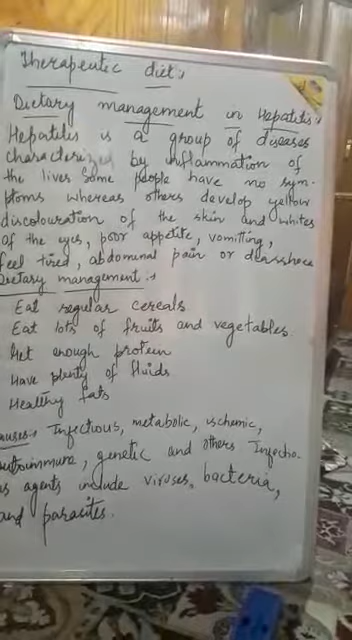 Therapeutic diet:
Dietary management in Hepatitis:
Hepatitis is a group of diseases
characterized by inflammation of
the lives some people have no sym-
ptoms whereas others develop yellow
discolouration of the skin and whites
of the eyes, poor appetite, vomitting,
feel tired, abdominal pain or diarrhoea
Dietary management:
Eat regular cereals
Eat lots of fruits and vegetables.
Get enough protein
Have plenty of fluids
Healthy fats
auses: Infectious, metabolic, ischemic,
autoimmune, genetic and others Infectio-
us agents include viruses, bacteria,
and parasites.